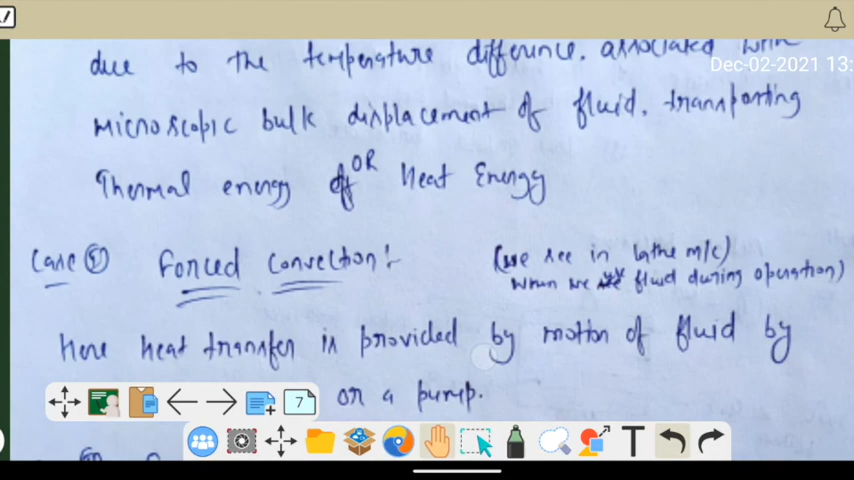 due to the temperature difference. associated with
Dec-02-2021 13:
microscopic bulk displacement of fluid. transporting
Thermal energy OR Heat Energy
Case Forced Convection:-
(we see in lathe m/c)
when we use fluid during operation)
Here heat transfer is provided by motion of fluid by
or a pump.
7
T